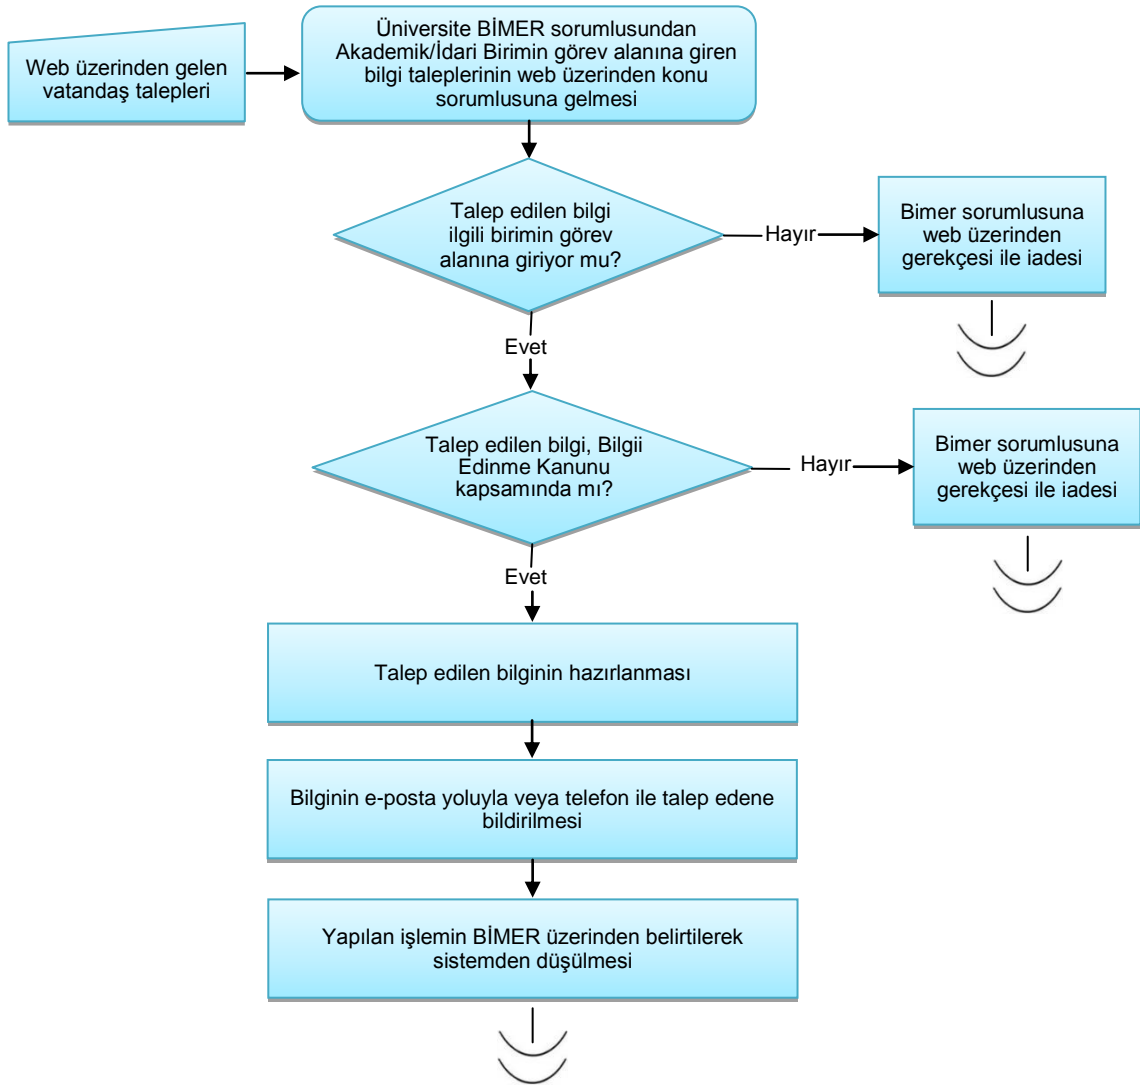 Web üzerinden gelen
vatandaş talepleri
Üniversite BİMER sorumlusundan
Akademik/İdari Birimin görev alanına giren
bilgi taleplerinin web üzerinden konu
sorumlusuna gelmesi
Talep edilen bilgi
ilgili birimin görev
alanına giriyor mu?
Hayır
Bimer sorumlusuna
web üzerinden
gerekçesi ile iadesi
Evet
Talep edilen bilgi, Bilgii
Edinme Kanunu
kapsamında mı?
Hayır
Bimer sorumlusuna
web üzerinden
gerekçesi ile iadesi
Evet
Talep edilen bilginin hazırlanması
Bilginin e-posta yoluyla veya telefon ile talep edene
bildirilmesi
Yapılan işlemin BİMER üzerinden belirtilerek
sistemden düşülmesi